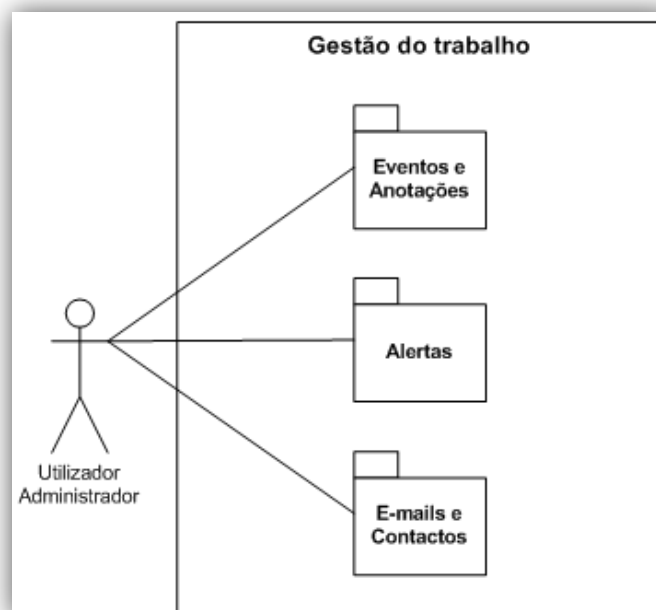 Gestão do trabalho
Eventos e
Anotações
Alertas
Utilizador
Administrador
E-mails e
Contactos